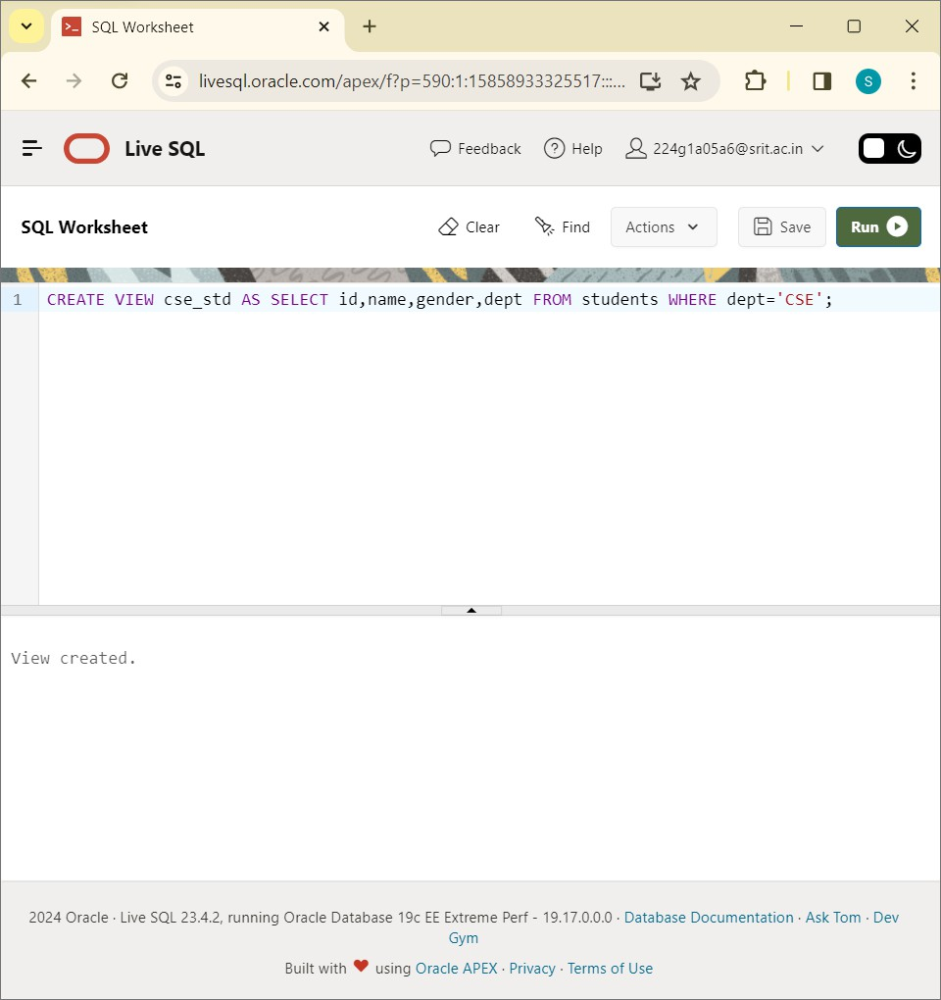 SQL Worksheet
livesql.oracle.com/apex/f?p=590:1:15858933325517:::...
S
Live SQL
Feedback
Help
224g1a05a6@srit.ac.in
SQL Worksheet
Clear
Find
Actions
Save
Run
1 CREATE VIEW cse_std AS SELECT id,name,gender,dept FROM students WHERE dept='CSE';
View created.
2024 Oracle · Live SQL 23.4.2, running Oracle Database 19c EE Extreme Perf - 19.17.0.0.0 · Database Documentation · Ask Tom · Dev
Gym
Built with ❤ using Oracle APEX · Privacy · Terms of Use